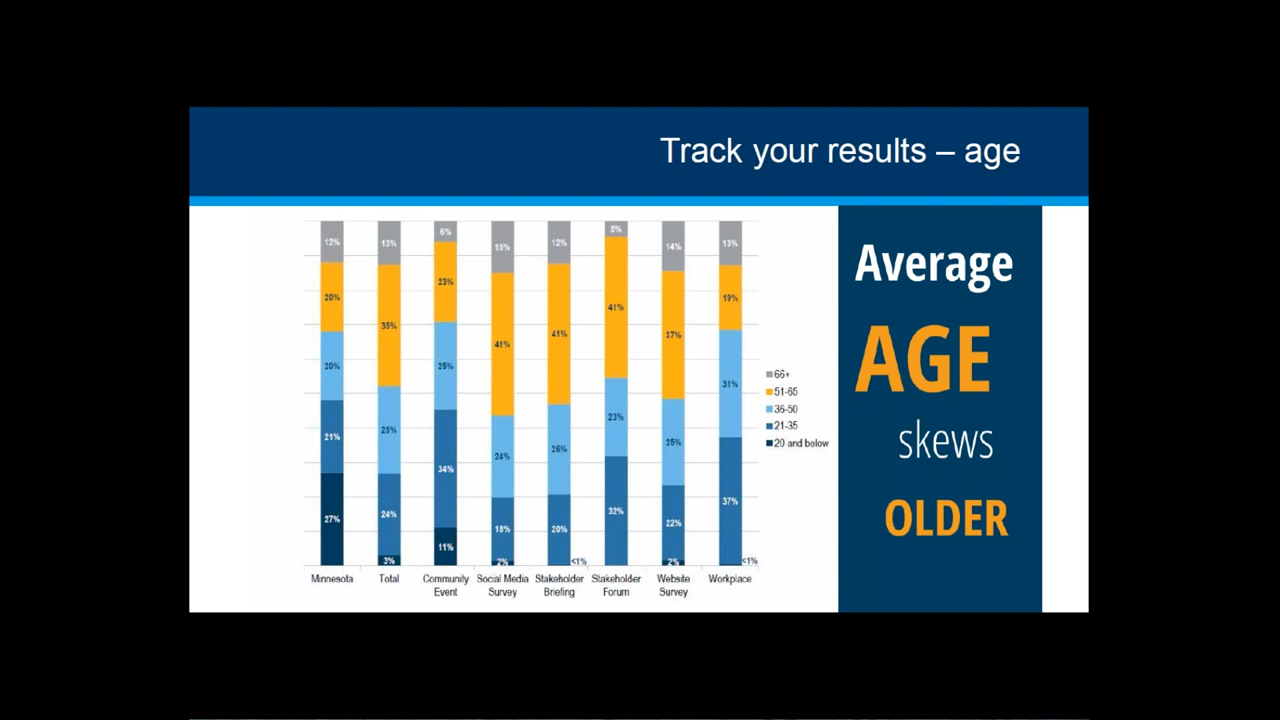 Track your results – age
12%
13%
6%
15%
12%
5%
14%
13%
20%
35%
23%
41%
41%
41%
37%
19%
20%
25%
25%
24%
26%
23%
25%
31%
21%
24%
34%
18%
20%
32%
22%
37%
27%
3%
11%
2%
<1%
2%
<1%
Minnesota
Total
Community
Event
Social Media
Survey
Stakeholder
Briefing
Stakeholder
Forum
Website
Survey
Workplace
66+
51-65
36-50
21-35
20 and below
Average
AGE
skews
OLDER